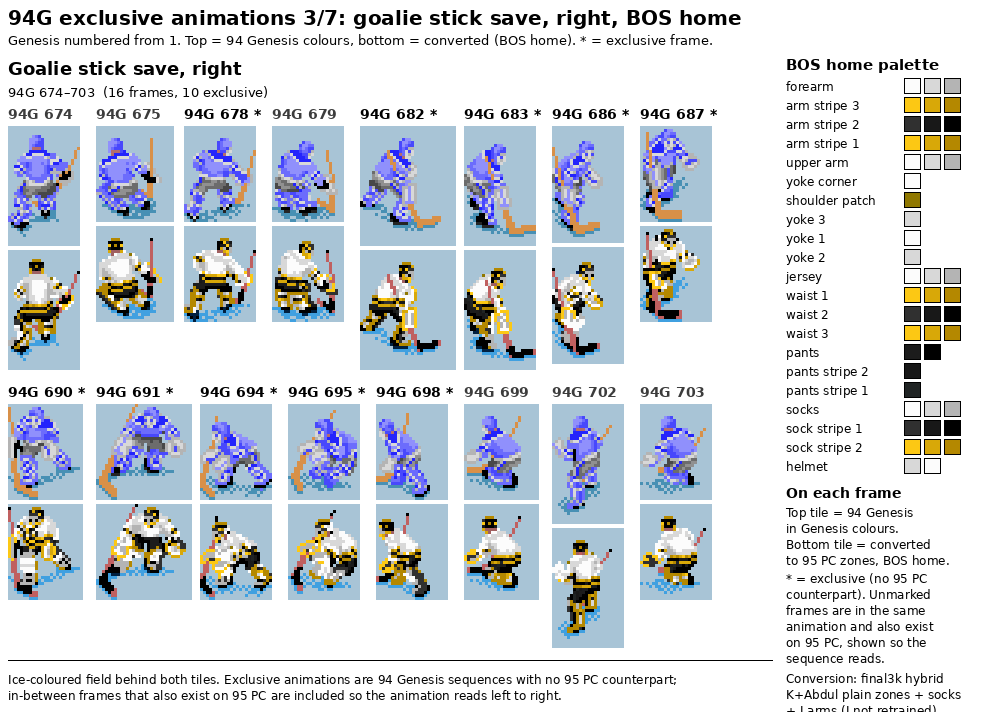 94G exclusive animations 3/7: goalie stick save, right, BOS home
Genesis numbered from 1. Top = 94 Genesis colours, bottom = converted (BOS home). * = exclusive frame.
Goalie stick save, right
94G 674–703 (16 frames, 10 exclusive)
94G 674 94G 675 94G 678 * 94G 679 94G 682 * 94G 683 * 94G 686 * 94G 687 *
94G 690 * 94G 691 * 94G 694 * 94G 695 * 94G 698 * 94G 699 94G 702 94G 703
Ice-coloured field behind both tiles. Exclusive animations are 94 Genesis sequences with no 95 PC counterpart;
in-between frames that also exist on 95 PC are included so the animation reads left to right.
BOS home palette
forearm
arm stripe 3
arm stripe 2
arm stripe 1
upper arm
yoke corner
shoulder patch
yoke 3
yoke 1
yoke 2
jersey
waist 1
waist 2
waist 3
pants
pants stripe 2
pants stripe 1
socks
sock stripe 1
sock stripe 2
helmet
On each frame
Top tile = 94 Genesis
in Genesis colours.
Bottom tile = converted
to 95 PC zones, BOS home.
* = exclusive (no 95 PC
counterpart). Unmarked
frames are in the same
animation and also exist
on 95 PC, shown so the
sequence reads.
Conversion: final3k hybrid
K+Abdul plain zones + socks
+ Larms (J not retrained)